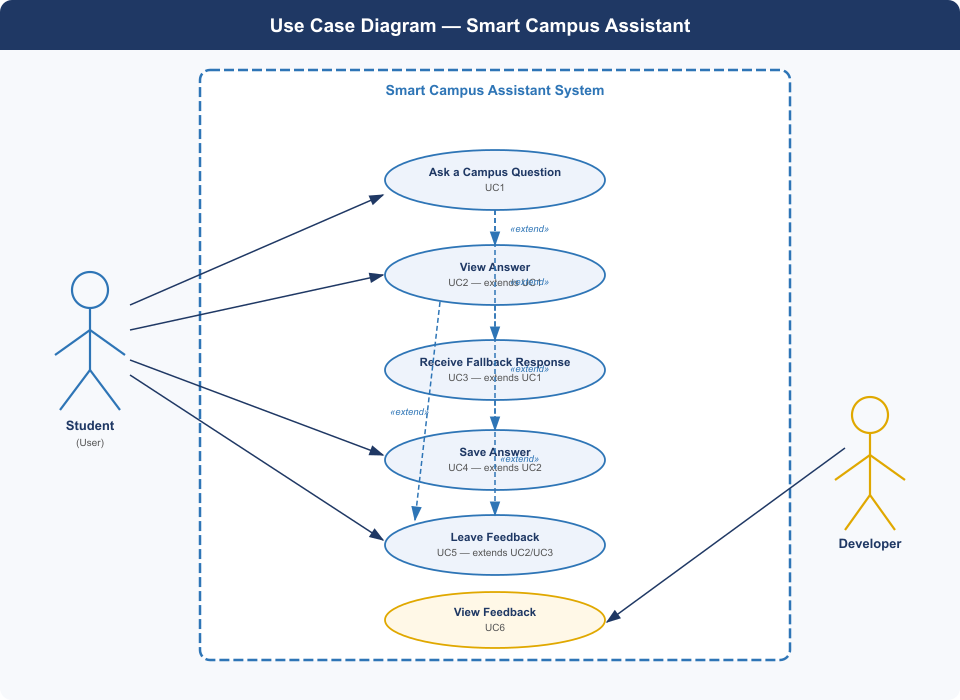 Use Case Diagram — Smart Campus Assistant
Smart Campus Assistant System
Ask a Campus Question
UC1
«extend»
View Answer
UC2 — extends UC1
«extend»
Receive Fallback Response
UC3 — extends UC1
«extend»
«extend»
Save Answer
UC4 — extends UC2
«extend»
Leave Feedback
UC5 — extends UC2/UC3
View Feedback
UC6
Student
(User)
Developer